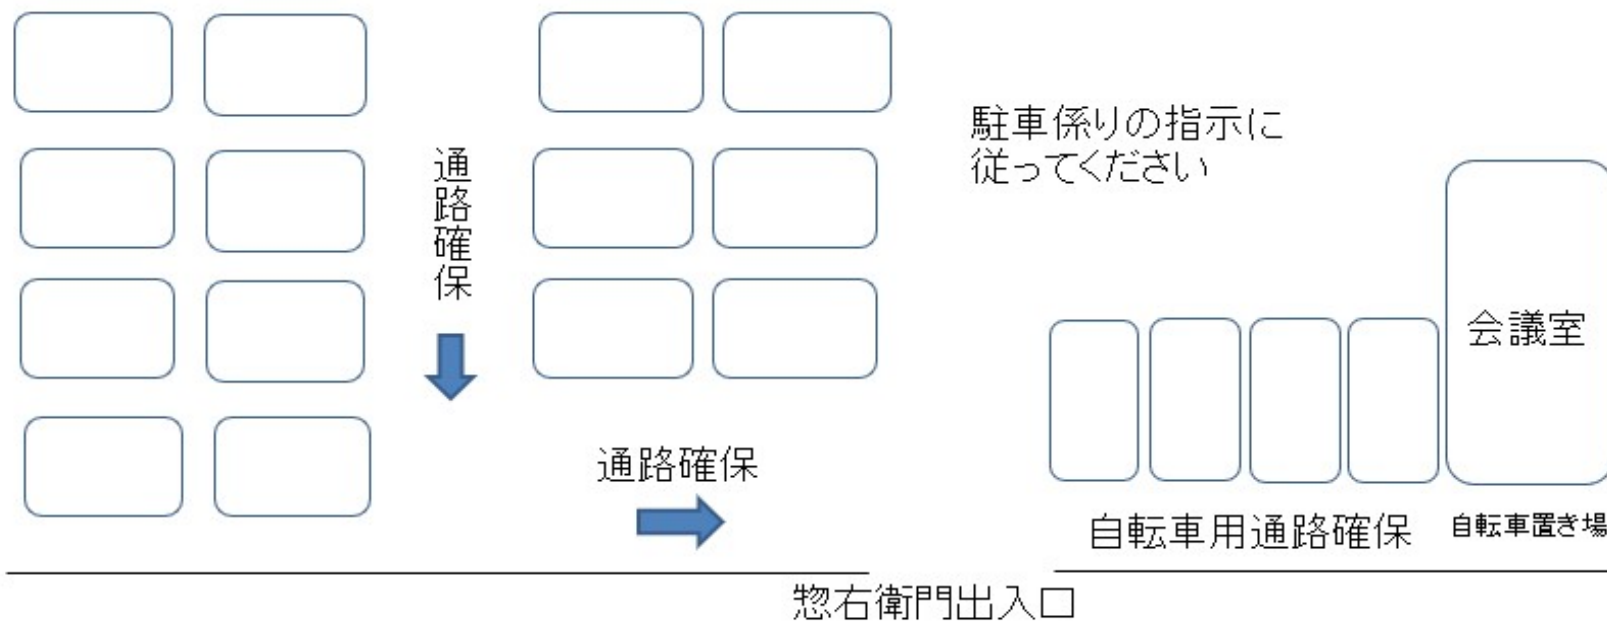 駐車係りの指示に
従ってください
通路確保
会議室
通路確保
自転車用通路確保
自転車置き場
惣右衛門出入口